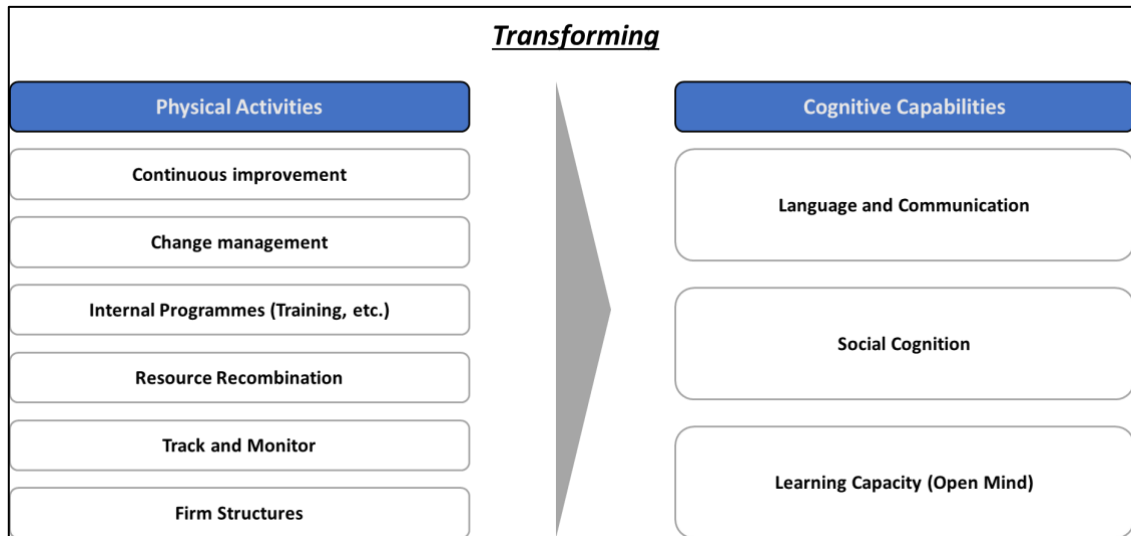 Transforming
Physical Activities
Continuous improvement
Change management
Internal Programmes (Training, etc.)
Resource Recombination
Track and Monitor
Firm Structures
Cognitive Capabilities
Language and Communication
Social Cognition
Learning Capacity (Open Mind)